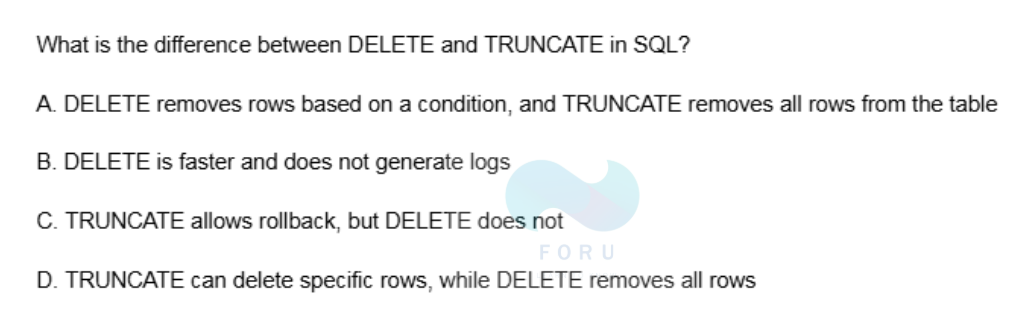 What is the difference between DELETE and TRUNCATE in SQL?
A. DELETE removes rows based on a condition, and TRUNCATE removes all rows from the table
B. DELETE is faster and does not generate logs
C. TRUNCATE allows rollback, but DELETE does not
FORU
D. TRUNCATE can delete specific rows, while DELETE removes all rows